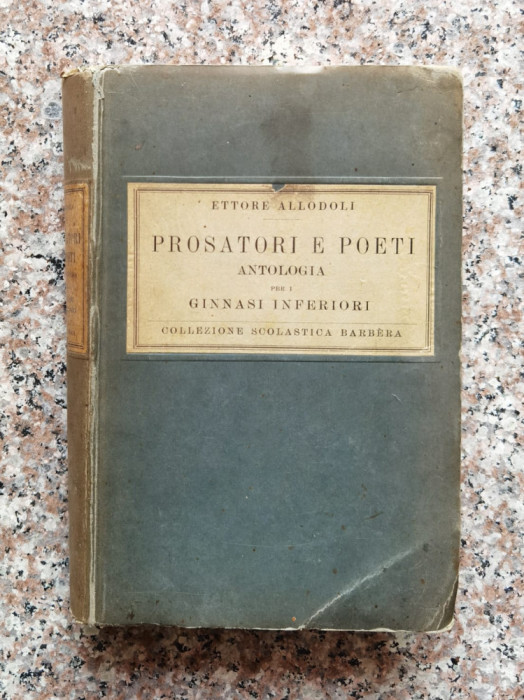 ETTORE ALLODOLI
PROSATORI E POETI
ANTOLOGIA
PER I
GINNASI INFERIORI
COLLEZIONE SCOLASTICA BARBÈRA